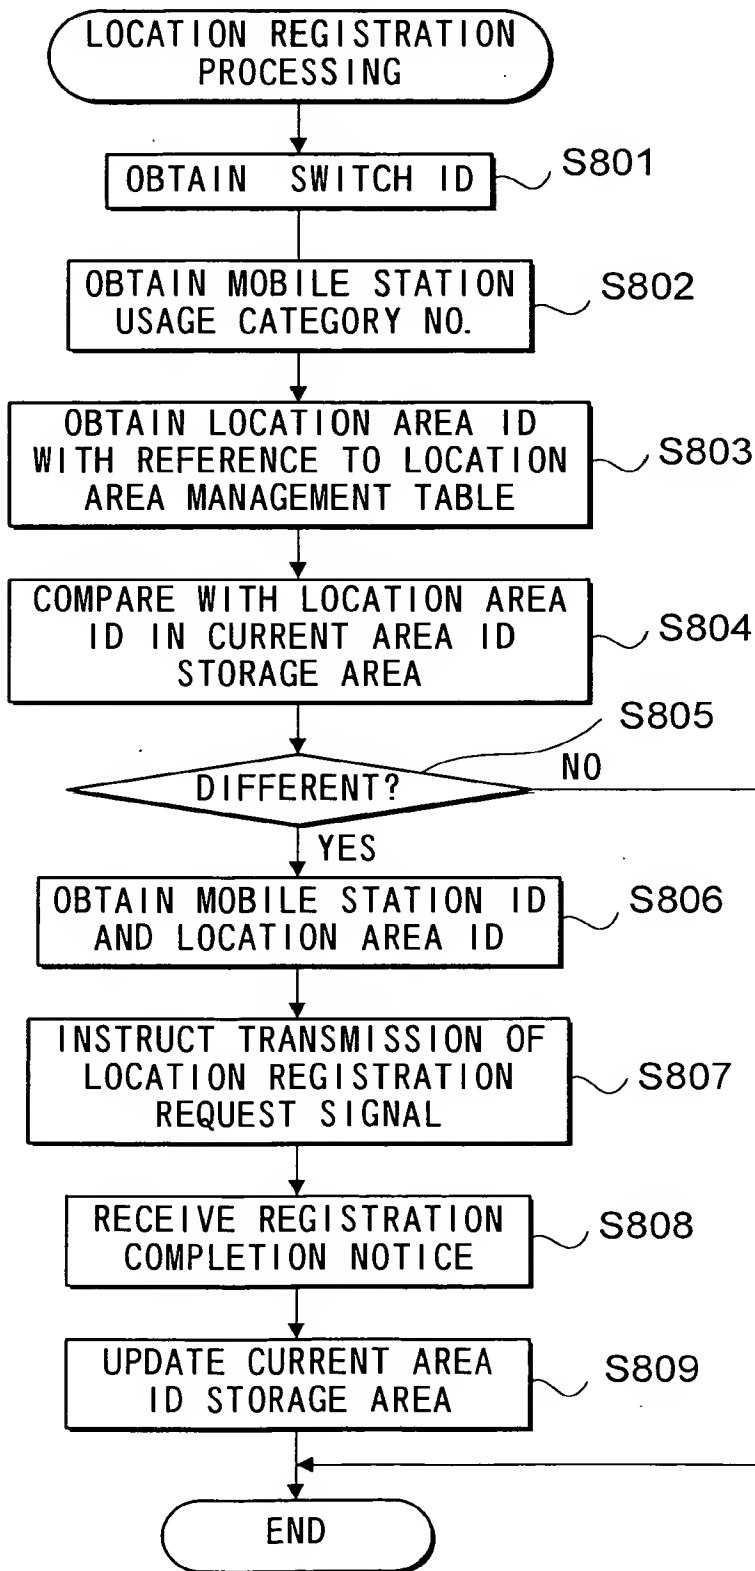 LOCATION REGISTRATION
PROCESSING
OBTAIN SWITCH ID
S801
OBTAIN MOBILE STATION
USAGE CATEGORY NO.
S802
OBTAIN LOCATION AREA ID
WITH REFERENCE TO LOCATION
AREA MANAGEMENT TABLE
S803
COMPARE WITH LOCATION AREA
ID IN CURRENT AREA ID
STORAGE AREA
S804
S805
DIFFERENT?
NO
YES
OBTAIN MOBILE STATION ID
AND LOCATION AREA ID
S806
INSTRUCT TRANSMISSION OF
LOCATION REGISTRATION
REQUEST SIGNAL
S807
RECEIVE REGISTRATION
COMPLETION NOTICE
S808
UPDATE CURRENT AREA
ID STORAGE AREA
S809
END